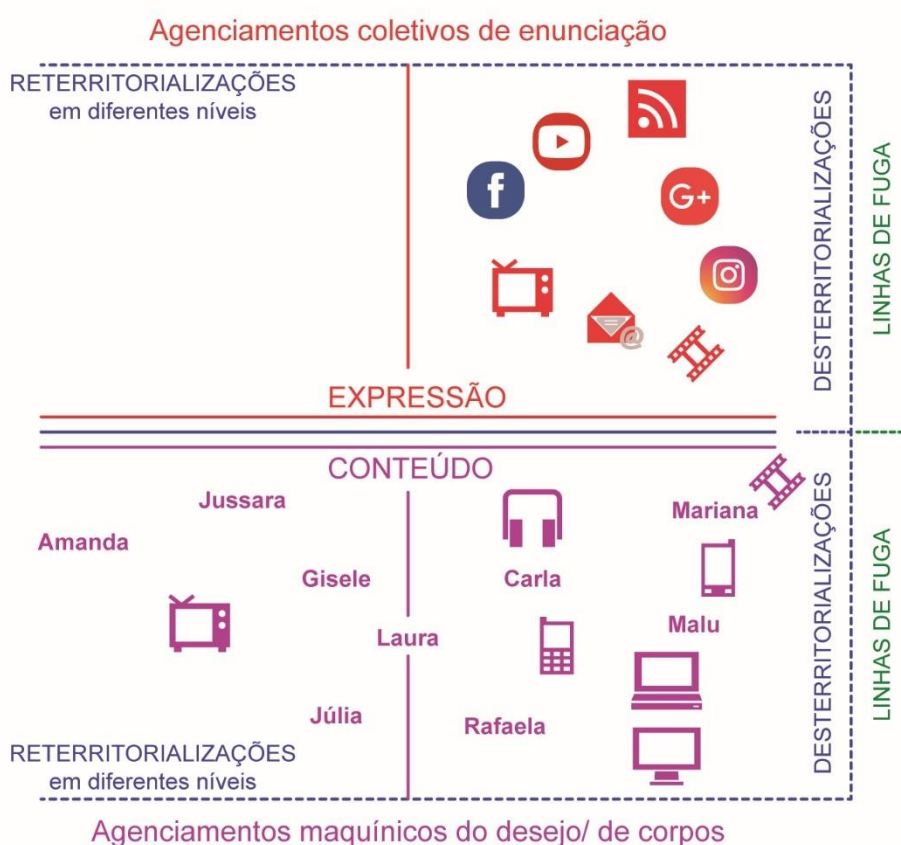 Agenciamentos coletivos de enunciação
RETERRITORIALIZAÇÕES
em diferentes níveis
DESTERRITORIALIZAÇÕES
LINHAS DE FUGA
f
G+
@
EXPRESSÃO
CONTEÚDO
Jussara
Mariana
Amanda
Gisele
Carla
Laura
Malu
Júlia
Rafaela
DESTERRITORIALIZAÇÕES
LINHAS DE FUGA
RETERRITORIALIZAÇÕES
em diferentes níveis
Agenciamentos maquínicos do desejo/ de corpos